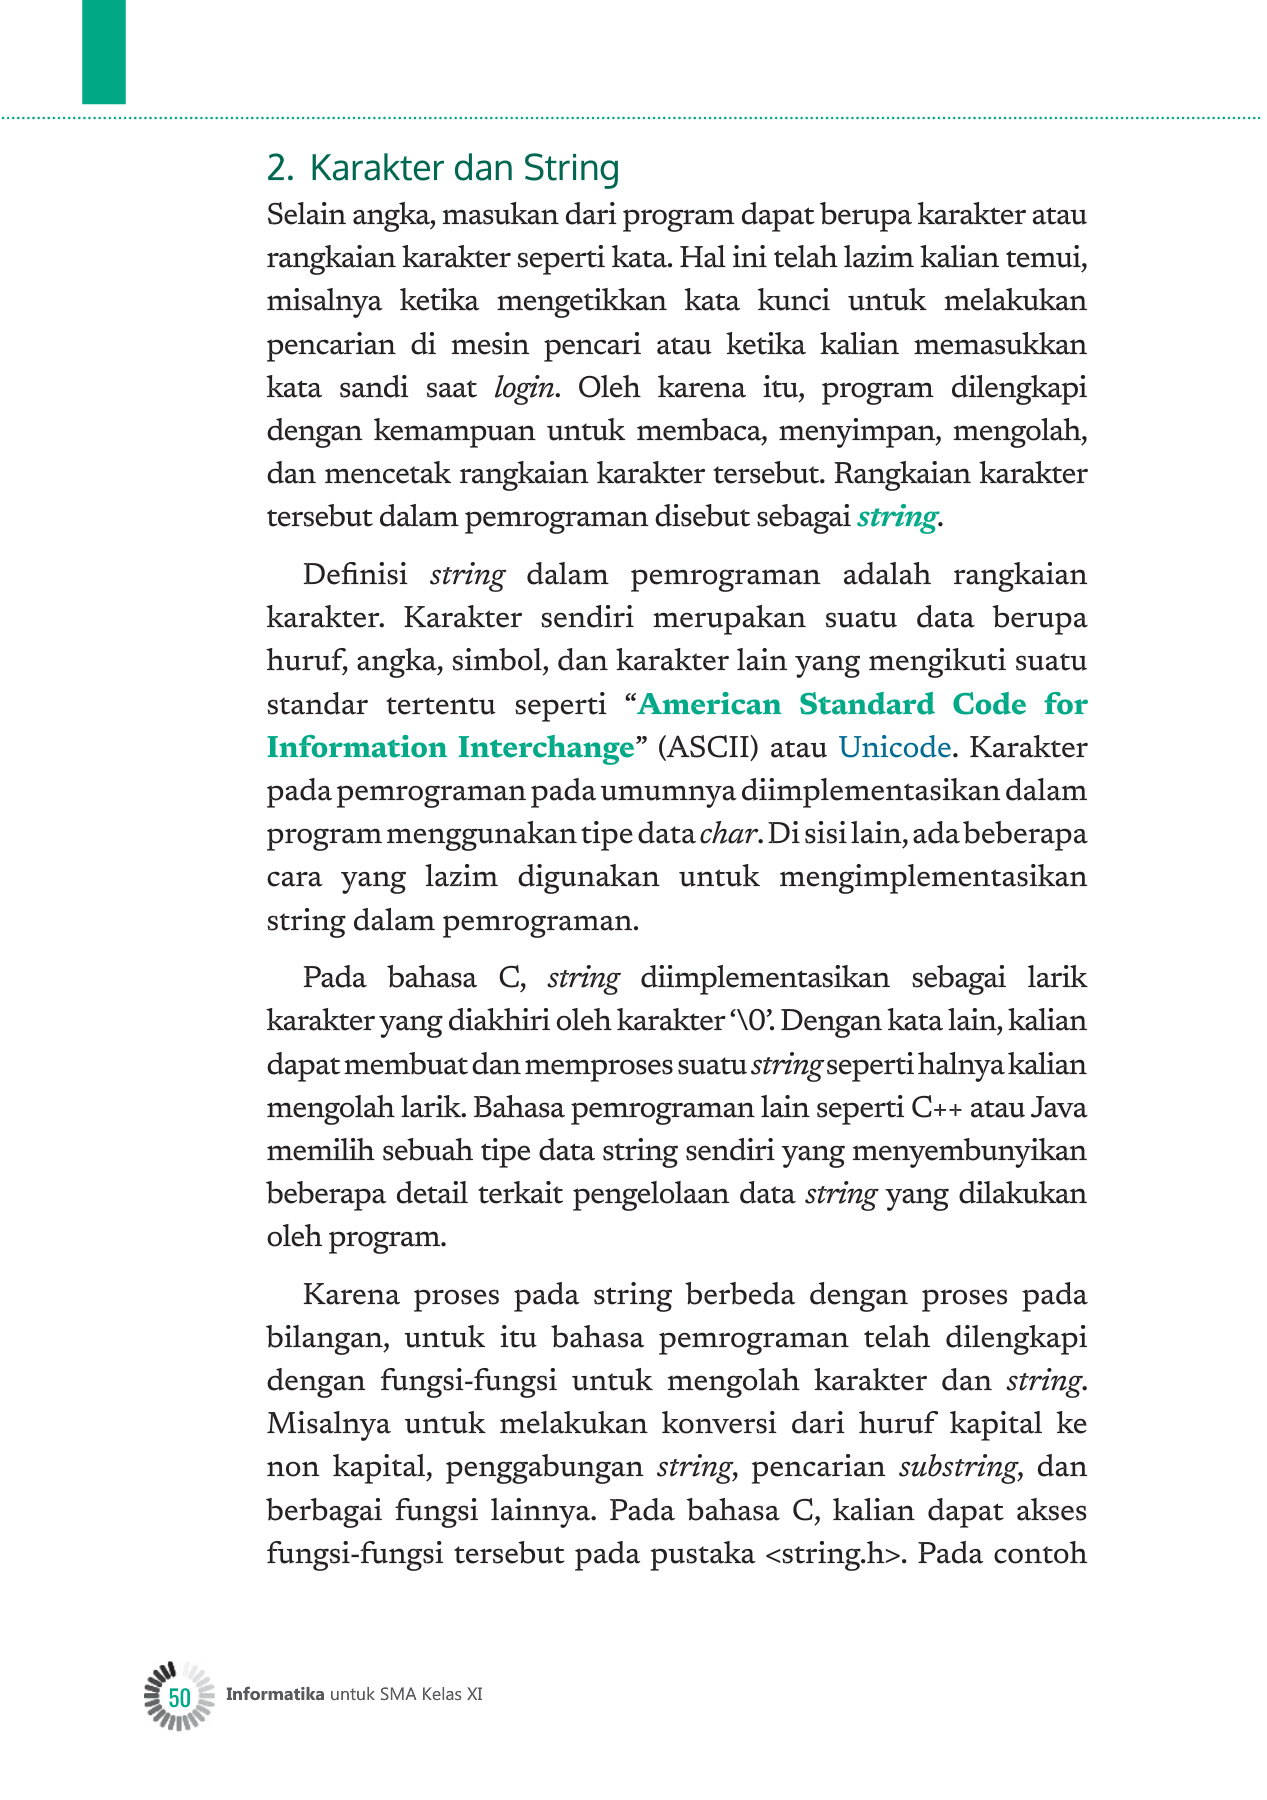 2. Karakter dan String
Selain angka, masukan dari program dapat berupa karakter atau
rangkaian karakter seperti kata. Hal ini telah lazim kalian temui,
misalnya ketika mengetikkan kata kunci untuk melakukan
pencarian di mesin pencari atau ketika kalian memasukkan
kata sandi saat login. Oleh karena itu, program dilengkapi
dengan kemampuan untuk membaca, menyimpan, mengolah,
dan mencetak rangkaian karakter tersebut. Rangkaian karakter
tersebut dalam pemrograman disebut sebagai string.
Definisi string dalam pemrograman adalah rangkaian
karakter. Karakter sendiri merupakan suatu data berupa
huruf, angka, simbol, dan karakter lain yang mengikuti suatu
standar tertentu seperti “American Standard Code for
Information Interchange” (ASCII) atau Unicode. Karakter
pada pemrograman pada umumnya diimplementasikan dalam
program menggunakan tipe data char. Di sisi lain, ada beberapa
cara yang lazim digunakan untuk mengimplementasikan
string dalam pemrograman.
Pada bahasa C, string diimplementasikan sebagai larik
karakter yang diakhiri oleh karakter ‘\0’. Dengan kata lain, kalian
dapat membuat dan memproses suatu string seperti halnya kalian
mengolah larik. Bahasa pemrograman lain seperti C++ atau Java
memilih sebuah tipe data string sendiri yang menyembunyikan
beberapa detail terkait pengelolaan data string yang dilakukan
oleh program.
Karena proses pada string berbeda dengan proses pada
bilangan, untuk itu bahasa pemrograman telah dilengkapi
dengan fungsi-fungsi untuk mengolah karakter dan string.
Misalnya untuk melakukan konversi dari huruf kapital ke
non kapital, penggabungan string, pencarian substring, dan
berbagai fungsi lainnya. Pada bahasa C, kalian dapat akses
fungsi-fungsi tersebut pada pustaka <string.h>. Pada contoh
50 Informatika untuk SMA Kelas XI